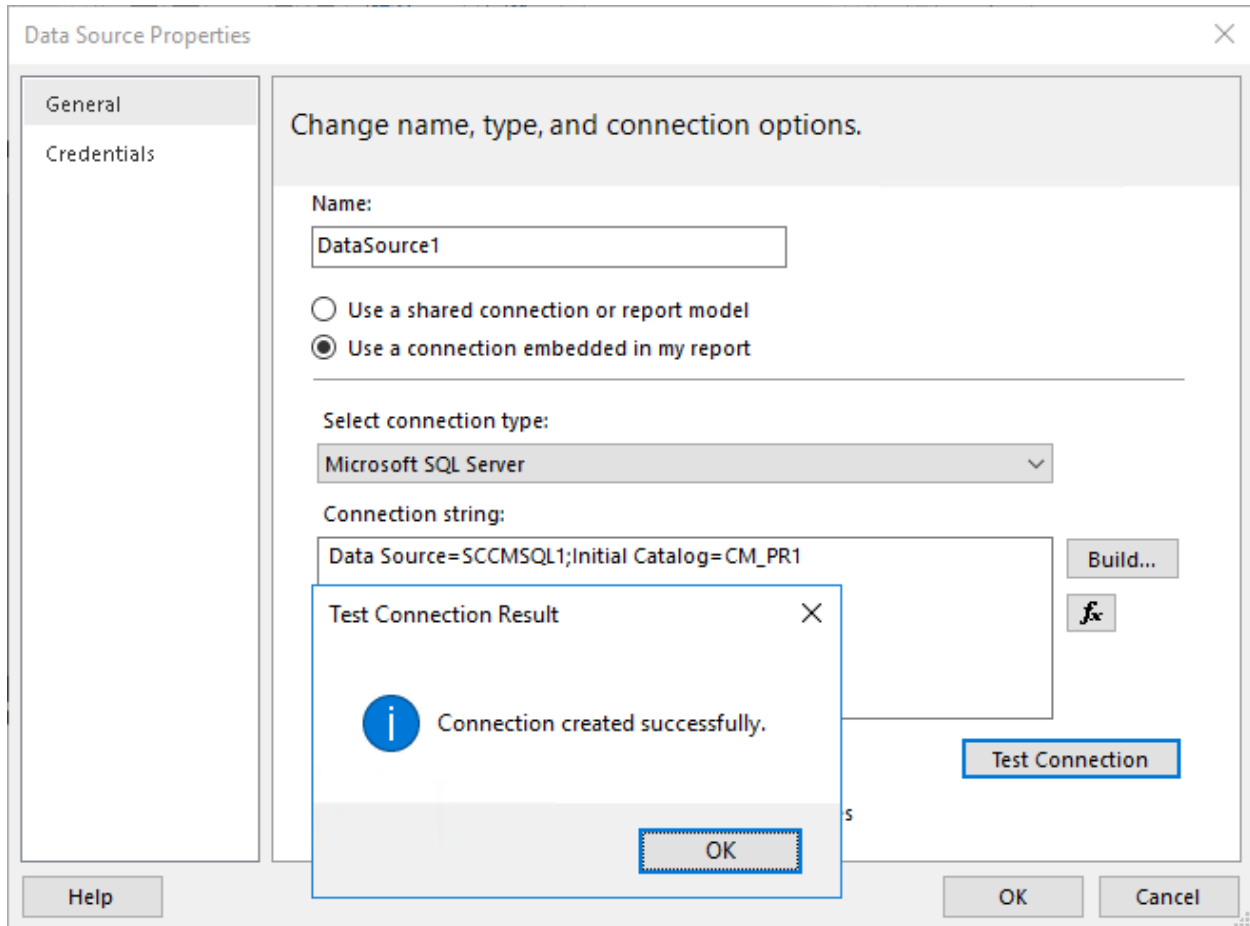 Data Source Properties
General
Credentials
Change name, type, and connection options.
Name:
DataSource1
Use a shared connection or report model
Use a connection embedded in my report
Select connection type:
Microsoft SQL Server
Connection string:
Data Source=SCCMSQL1;Initial Catalog=CM_PR1
Build...
fx
Test Connection Result
Connection created successfully.
OK
Test Connection
Help
OK
Cancel